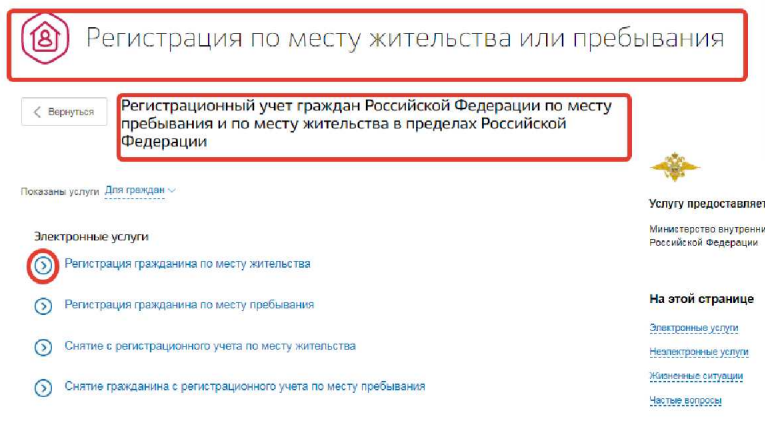 Регистрация по месту жительства или пребывания
Вернуться
Регистрационный учет граждан Российской Федерации по месту
пребывания и по месту жительства в пределах Российской
Федерации
Показаны услуги Для граждан
Услугу предоставляет
Министерство внутренни
Российской Федерации
Электронные услуги
Регистрация гражданина по месту жительства
Регистрация гражданина по месту пребывания
Снятие с регистрационного учета по месту жительства
Снятие гражданина с регистрационного учета по месту пребывания
На этой странице
Электронные услуги
Неэлектронные услуги
Жизненные ситуации
Частые вопросы